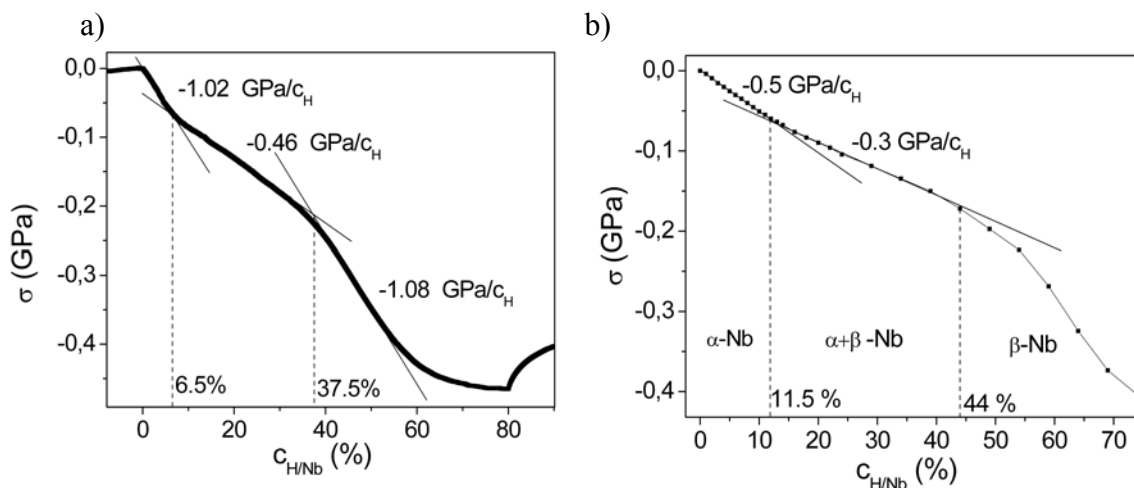 a)
0,0
-0,1
-0,2
-0,3
-0,4
σ (GPa)
-1.02 GPa/c_H
-0.46 GPa/c_H
-1.08 GPa/c_H
6.5%
37.5%
0 20 40 60 80
c_H/Nb (%)
b)
0,0
-0,1
-0,2
-0,3
-0,4
σ (GPa)
-0.5 GPa/c_H
-0.3 GPa/c_H
α-Nb
α+β -Nb
β-Nb
11.5 %
44 %
0 10 20 30 40 50 60 70
c_H/Nb (%)